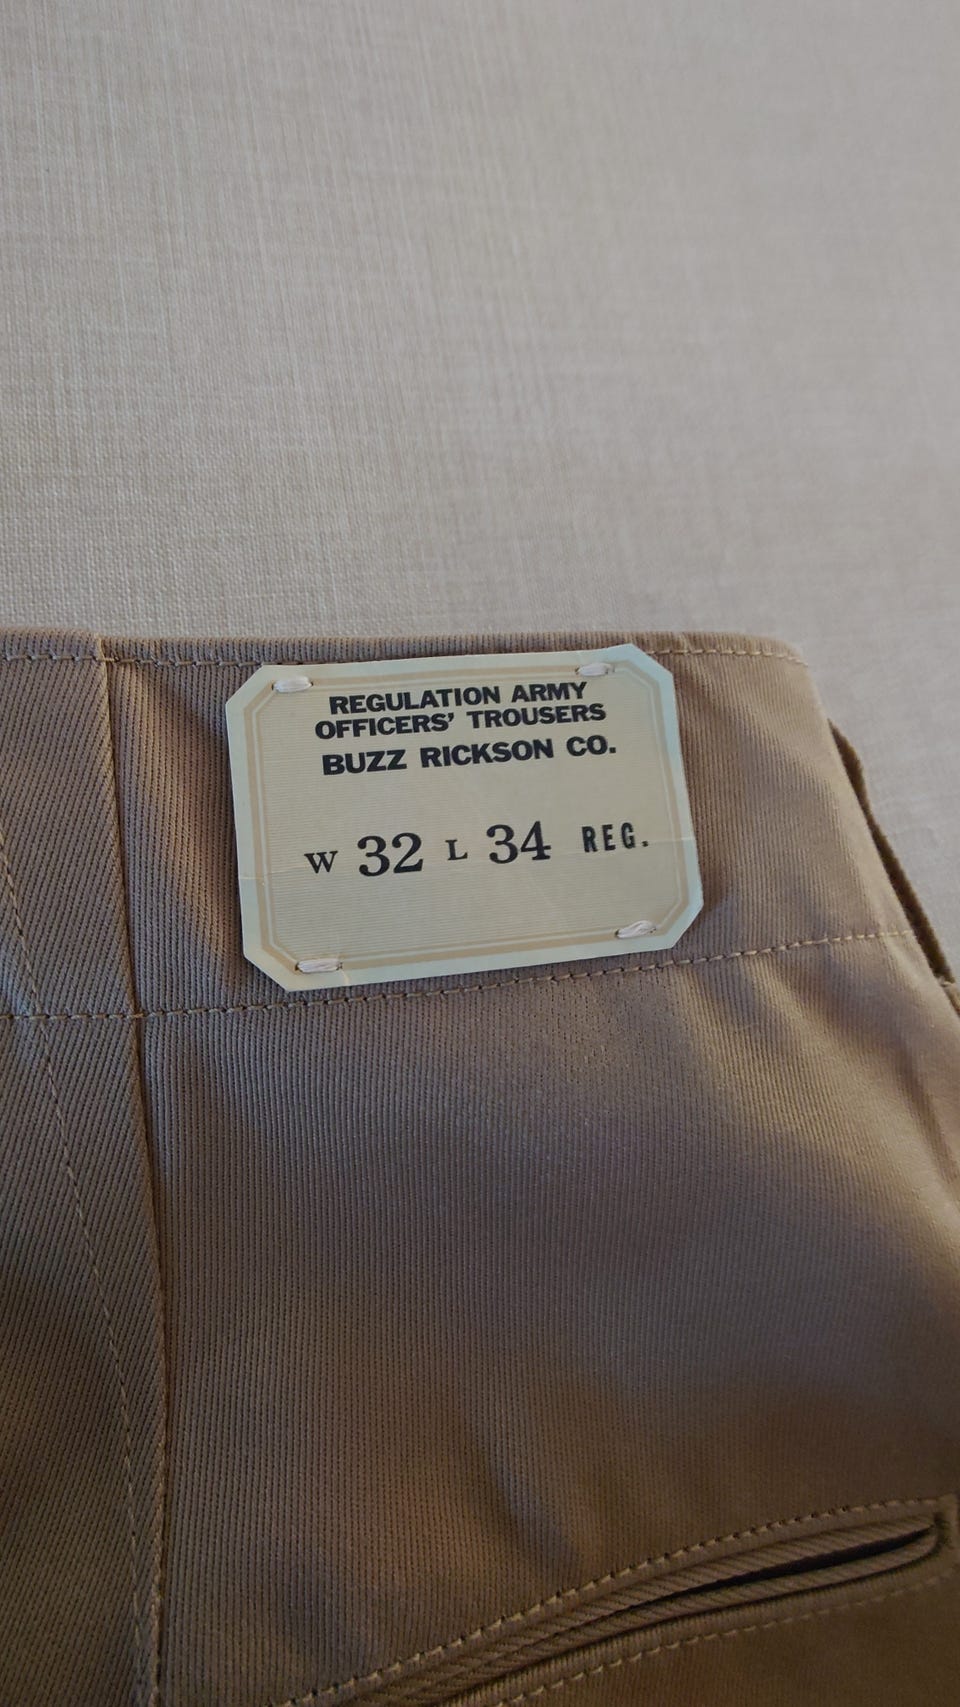 REGULATION ARMY
OFFICERS' TROUSERS
BUZZ RICKSON CO.
W 32 L 34 REG.